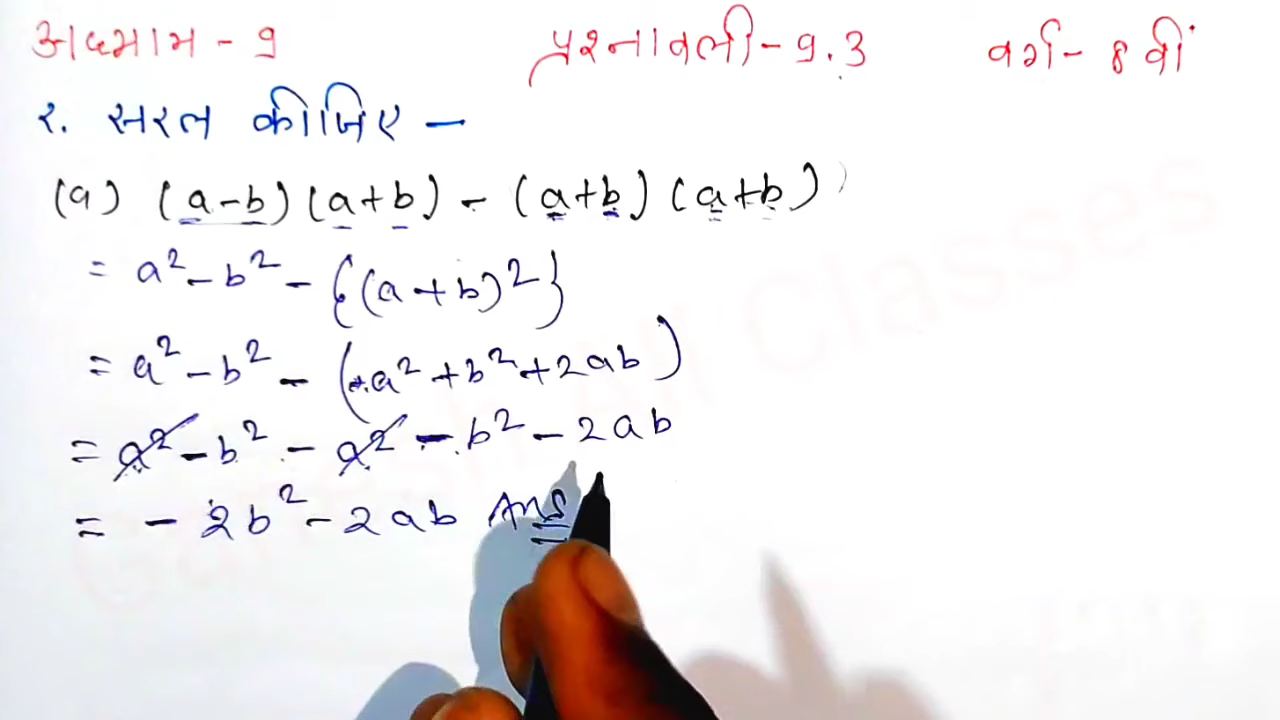 अध्याय - 9 प्रश्नावली - 9.3 वर्ग - 8 वीं
2. सरल कीजिए -
(a) (a-b)(a+b) - (a+b)(a+b)
= a² - b² - {(a+b)²}
= a² - b² - (+a² + b² + 2ab)
= a² - b² - a² - b² - 2ab
= - 2b² - 2ab Ans